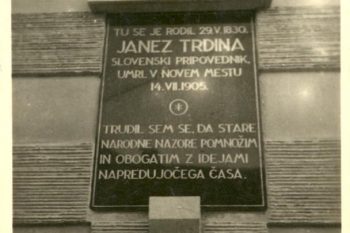 TU SE JE RODIL 29. V. 1830.
JANEZ TRDINA
SLOVENSKI PRIPOVEDNIK,
UMRL V NOVEM MESTU
14. VII. 1905.
TRUDIL SEM SE, DA STARE
NARODNE NAZORE POMNOŽIM
IN OBOGATIM Z IDEJAMI
NAPREDUJOČEGA ČASA.